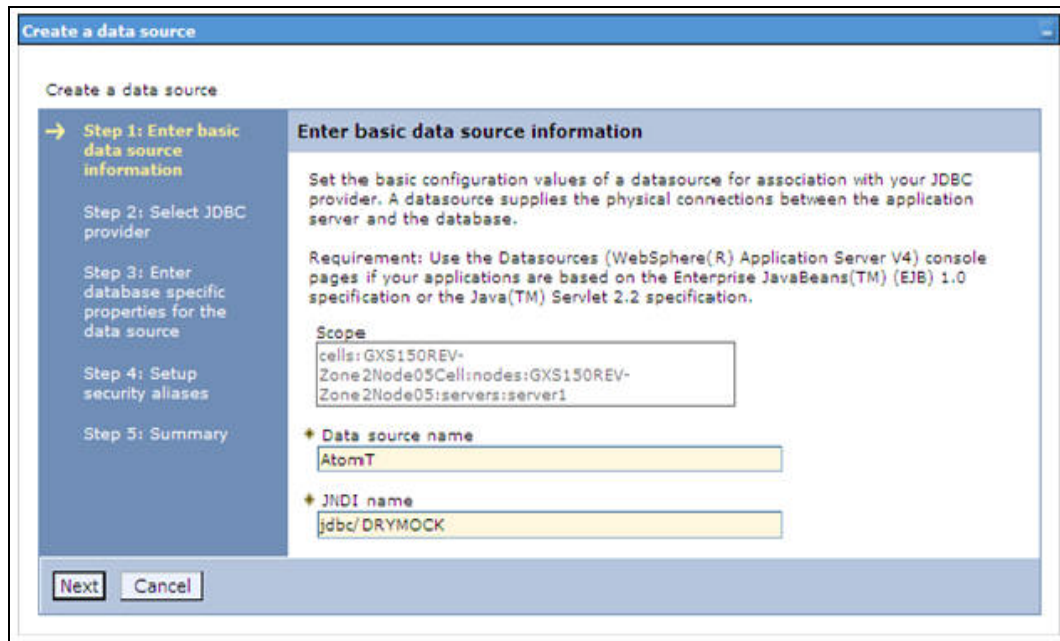 Create a data source
Create a data source
Step 1: Enter basic
data source
information
Step 2: Select JDBC
provider
Step 3: Enter
database specific
properties for the
data source
Step 4: Setup
security aliases
Step 5: Summary
Enter basic data source information
Set the basic configuration values of a datasource for association with your JDBC
provider. A datasource supplies the physical connections between the application
server and the database.
Requirement: Use the Datasources (WebSphere(R) Application Server V4) console
pages if your applications are based on the Enterprise JavaBeans(TM) (EJB) 1.0
specification or the Java(TM) Servlet 2.2 specification.
Scope
cells:GXS150REV-
Zone2Node05Cell:nodes:GXS150REV-
Zone2Node05:servers:server1
Data source name
AtomT
JNDI name
jdbc/DRYMOCK
Next Cancel